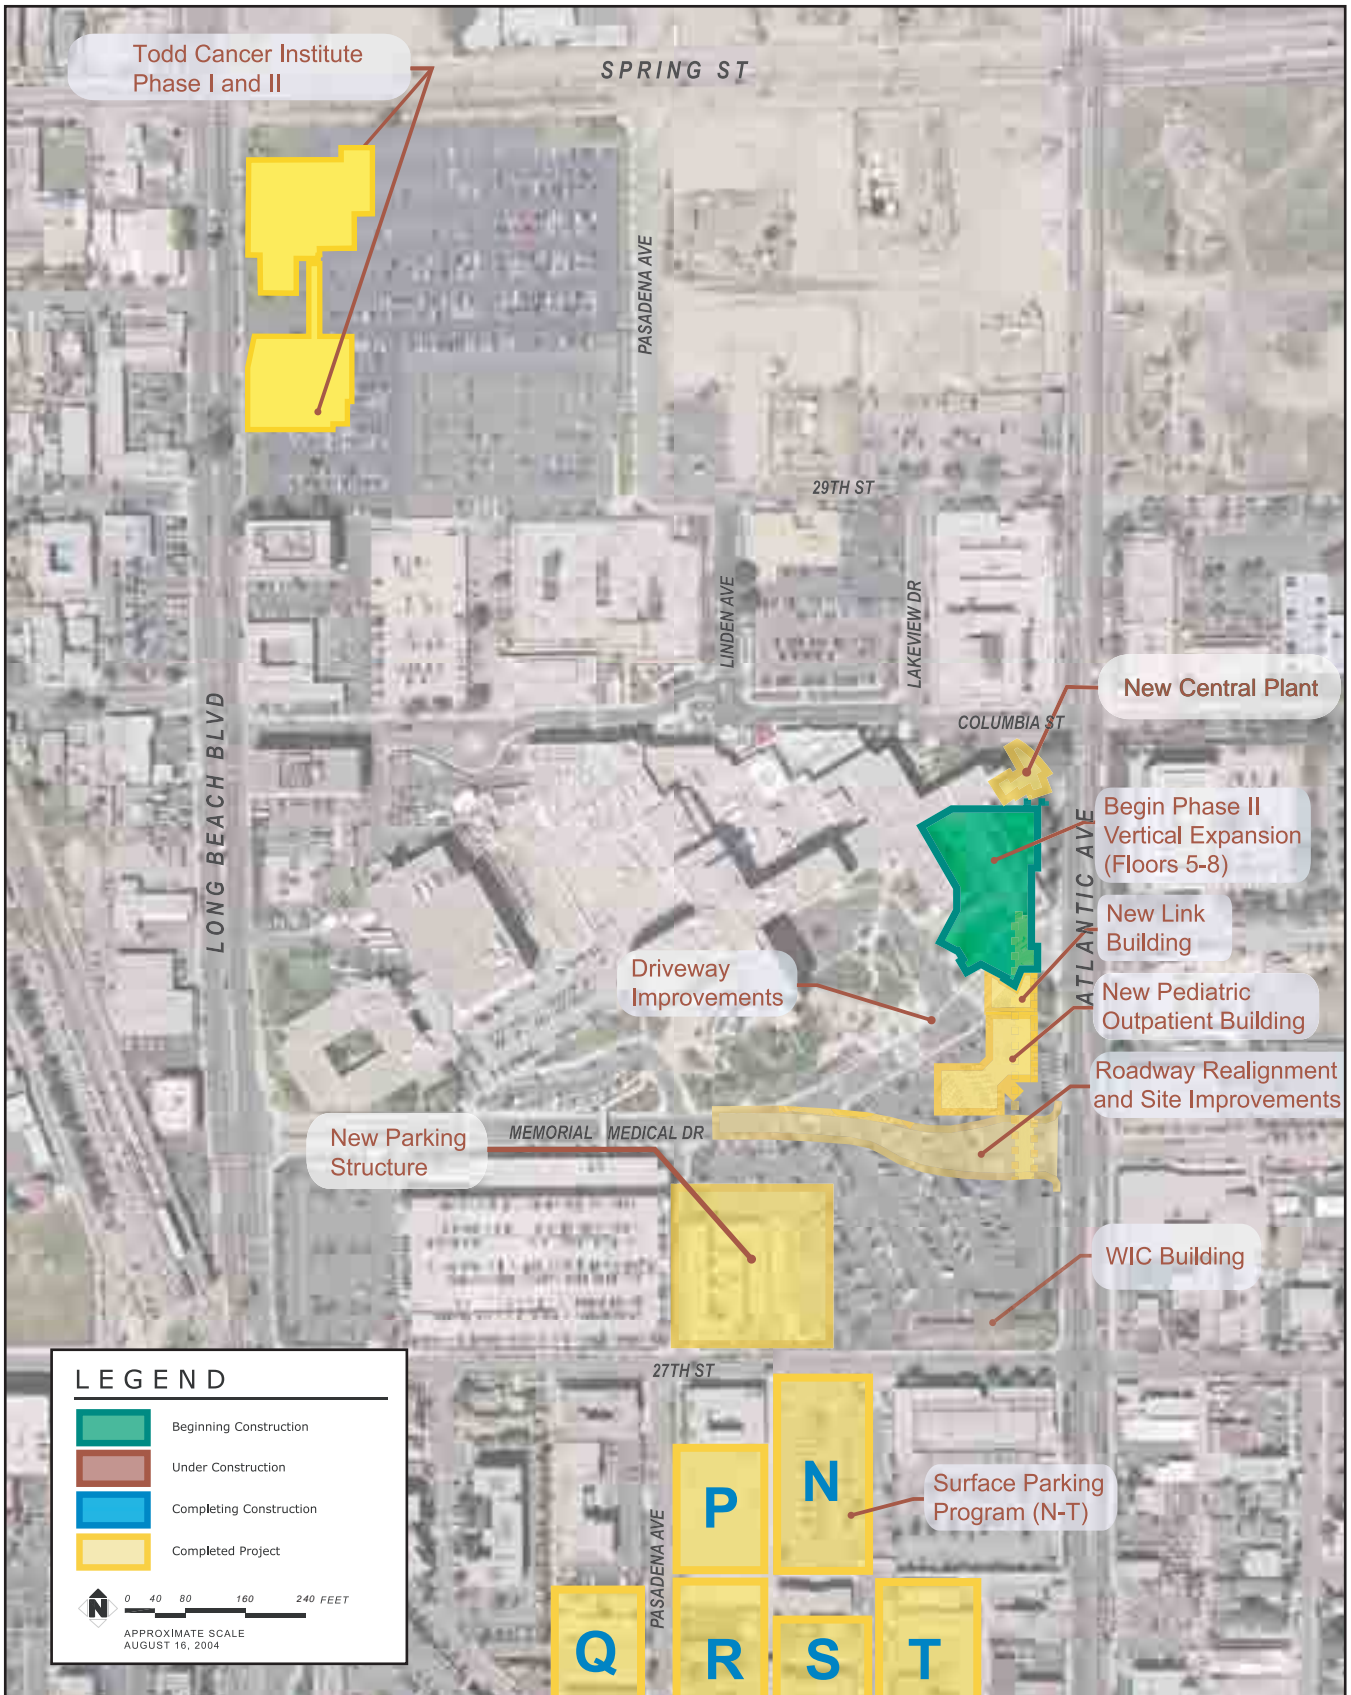 Todd Cancer Institute
Phase I and II
SPRING ST
PASADENA AVE
29TH ST
LINDEN AVE
LAKEVIEW DR
New Central Plant
COLUMBIA ST
LONG BEACH BLVD
Begin Phase II
Vertical Expansion
(Floors 5-8)
ATLANTIC AVE
New Link
Building
Driveway
Improvements
New Pediatric
Outpatient Building
Roadway Realignment
and Site Improvements
New Parking
Structure
MEMORIAL MEDICAL DR
WIC Building
27TH ST
LEGEND
Beginning Construction
Under Construction
Completing Construction
Completed Project
N
0 40 80 160 240 FEET
APPROXIMATE SCALE
AUGUST 16, 2004
P
N
Surface Parking
Program (N-T)
PASADENA AVE
Q
R
S
T